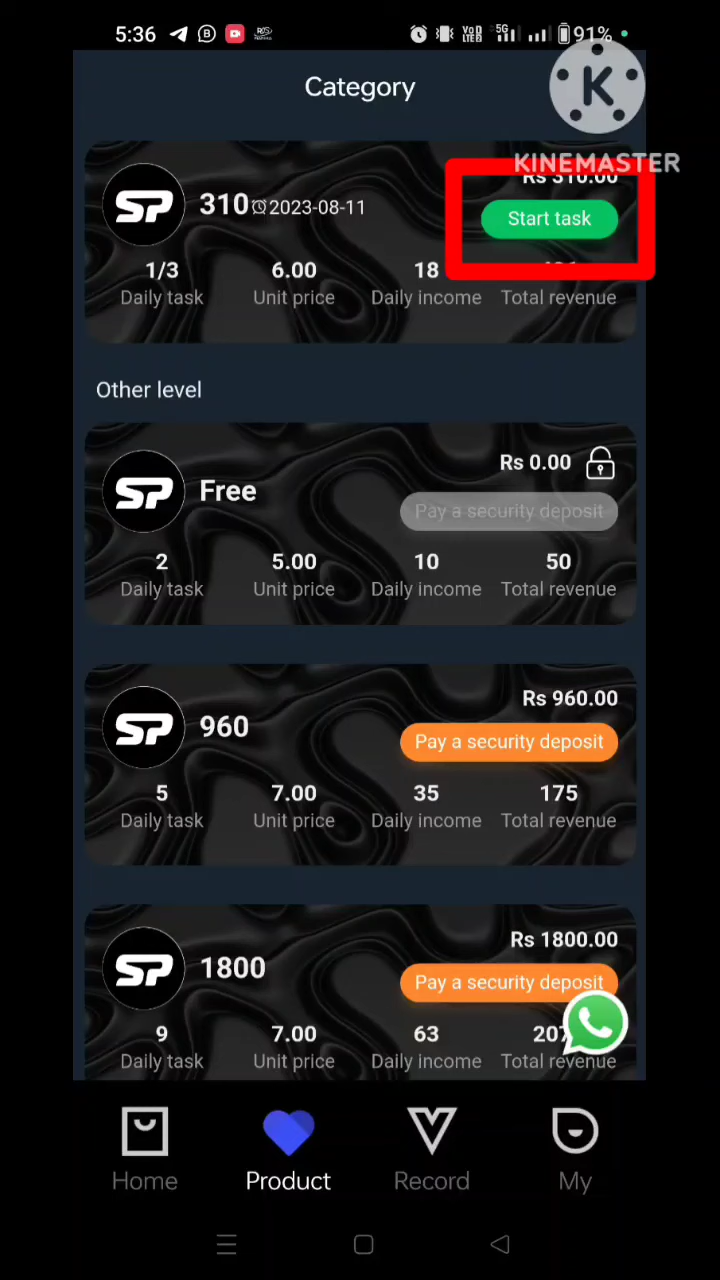 5:36
5G
91%
Category
KINEMASTER
Rs 310.00
SP
310 2023-08-11
Start task
1/3 6.00 18
Daily task Unit price Daily income Total revenue
Other level
Rs 0.00
SP
Free
Pay a security deposit
2 5.00 10 50
Daily task Unit price Daily income Total revenue
Rs 960.00
SP
960
Pay a security deposit
5 7.00 35 175
Daily task Unit price Daily income Total revenue
Rs 1800.00
SP
1800
Pay a security deposit
9 7.00 63
Daily task Unit price Daily income Total revenue
Home Product Record My